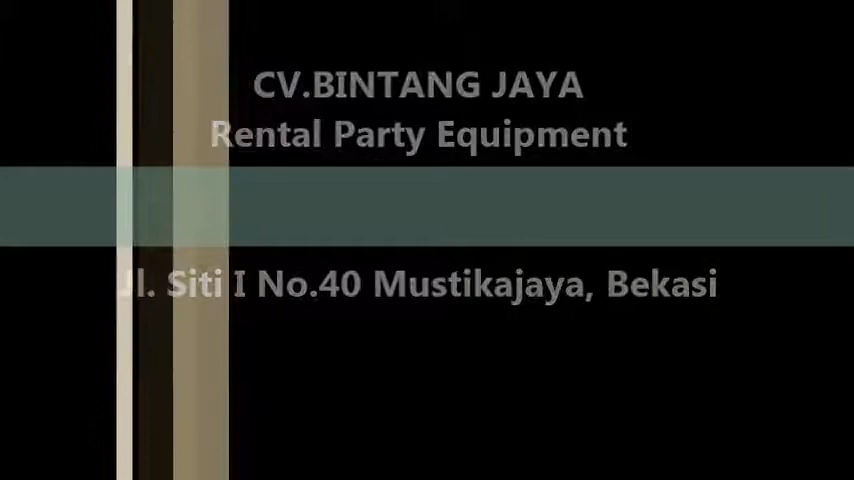 CV.BINTANG JAYA
Rental Party Equipment
Jl. Siti I No.40 Mustikajaya, Bekasi